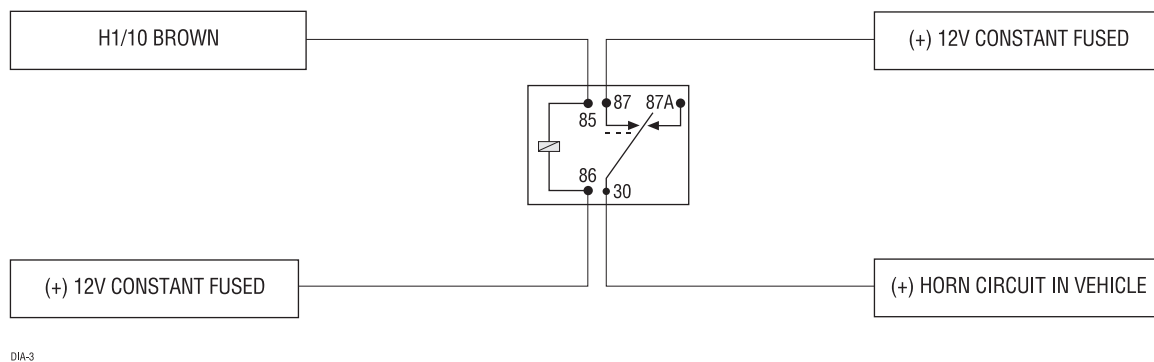 H1/10 BROWN
(+) 12V CONSTANT FUSED
87 87A
85
86
30
(+) 12V CONSTANT FUSED
(+) HORN CIRCUIT IN VEHICLE
DIA-3